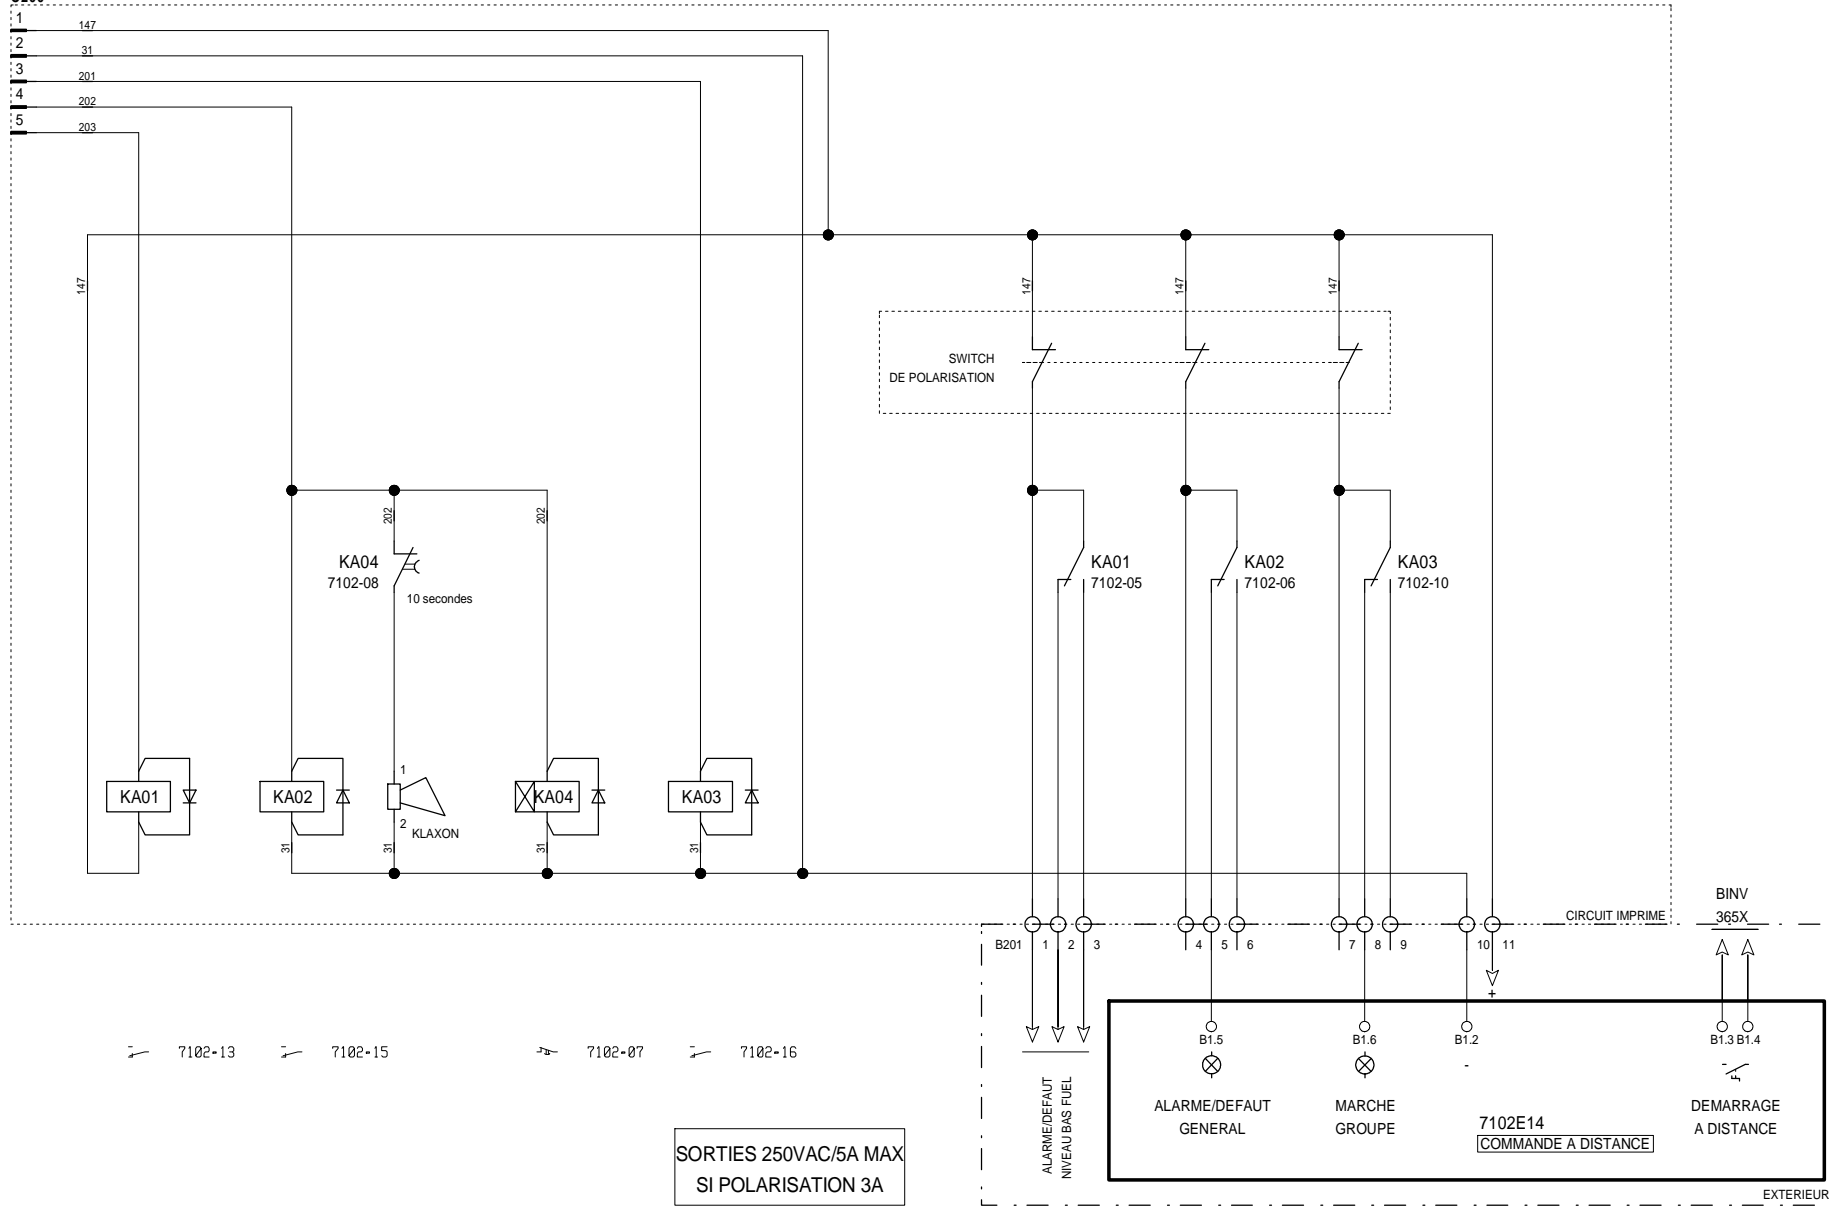 1
147
2
31
3
201
4
202
5
203
147
147
147
147
SWITCH
DE POLARISATION
202
202
KA04
7102-08
10 secondes
KA01
7102-05
KA02
7102-06
KA03
7102-10
KA01
KA02
1
2
KLAXON
KA04
KA03
31
31
31
31
CIRCUIT IMPRIME
BINV
365X
B201
1
2
3
4
5
6
7
8
9
10
11
+
7102-13
7102-15
7102-07
7102-16
B1.5
B1.6
B1.2
B1.3
B1.4
-
ALARME/DEFAUT
NIVEAU BAS FUEL
ALARME/DEFAUT
GENERAL
MARCHE
GROUPE
7102E14
COMMANDE A DISTANCE
DEMARRAGE
A DISTANCE
SORTIES 250VAC/5A MAX
SI POLARISATION 3A
EXTERIEUR